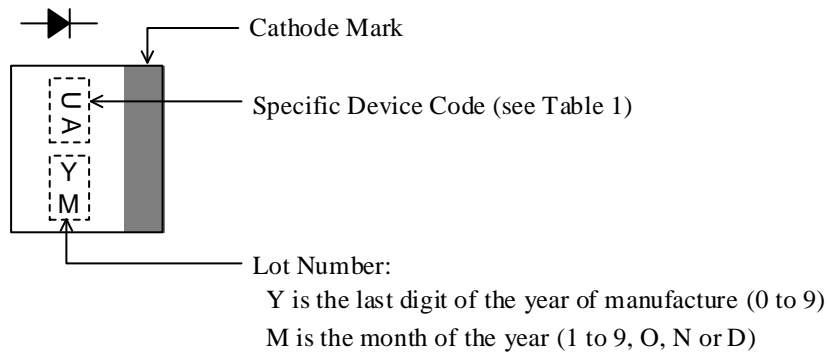 Cathode Mark
UA
Specific Device Code (see Table 1)
Y
M
Lot Number:
Y is the last digit of the year of manufacture (0 to 9)
M is the month of the year (1 to 9, O, N or D)